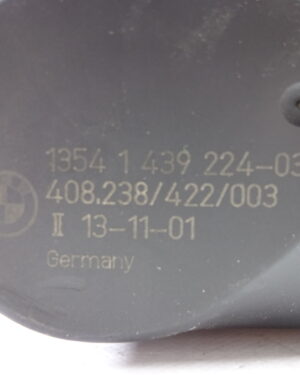 1354 1 439 224-03
408.238/422/003
II 13-11-01
Germany